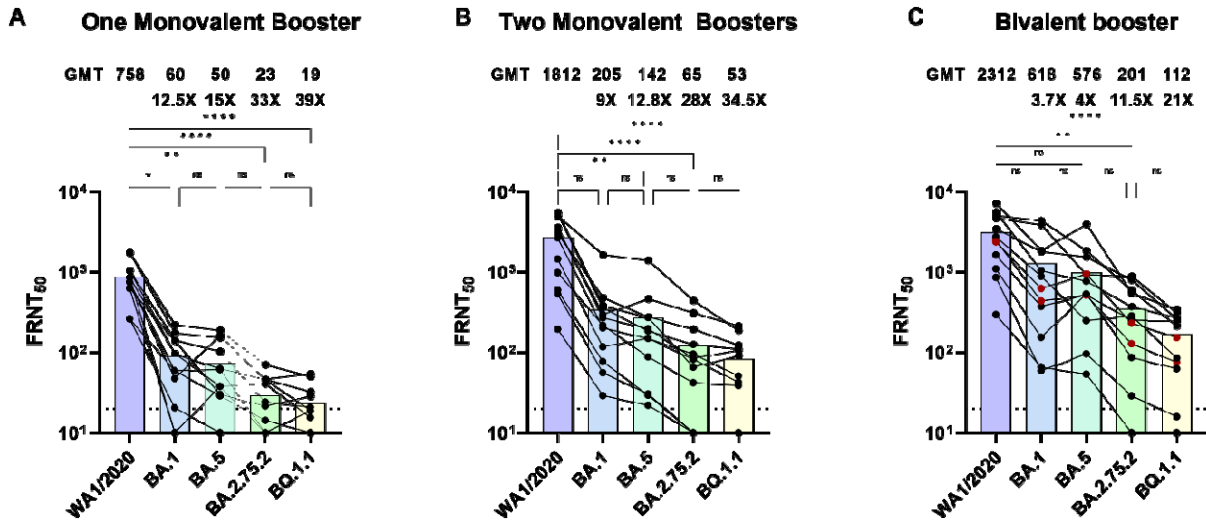 A One Monovalent Booster
GMT 758 60 50 23 19
12.5X 15X 33X 39X
****
****
**
* ns ns ns
10⁴
10³
10²
10¹
FRNT₅₀
WA1/2020 BA.1 BA.5 BA.2.75.2 BQ.1.1
B Two Monovalent Boosters
GMT 1812 205 142 65 53
9X 12.8X 28X 34.5X
****
****
**
ns ns ns ns
10⁴
10³
10²
10¹
FRNT₅₀
WA1/2020 BA.1 BA.5 BA.2.75.2 BQ.1.1
C Bivalent booster
GMT 2312 618 576 201 112
3.7X 4X 11.5X 21X
****
**
ns
ns ns ns ns
10⁴
10³
10²
10¹
FRNT₅₀
WA1/2020 BA.1 BA.5 BA.2.75.2 BQ.1.1